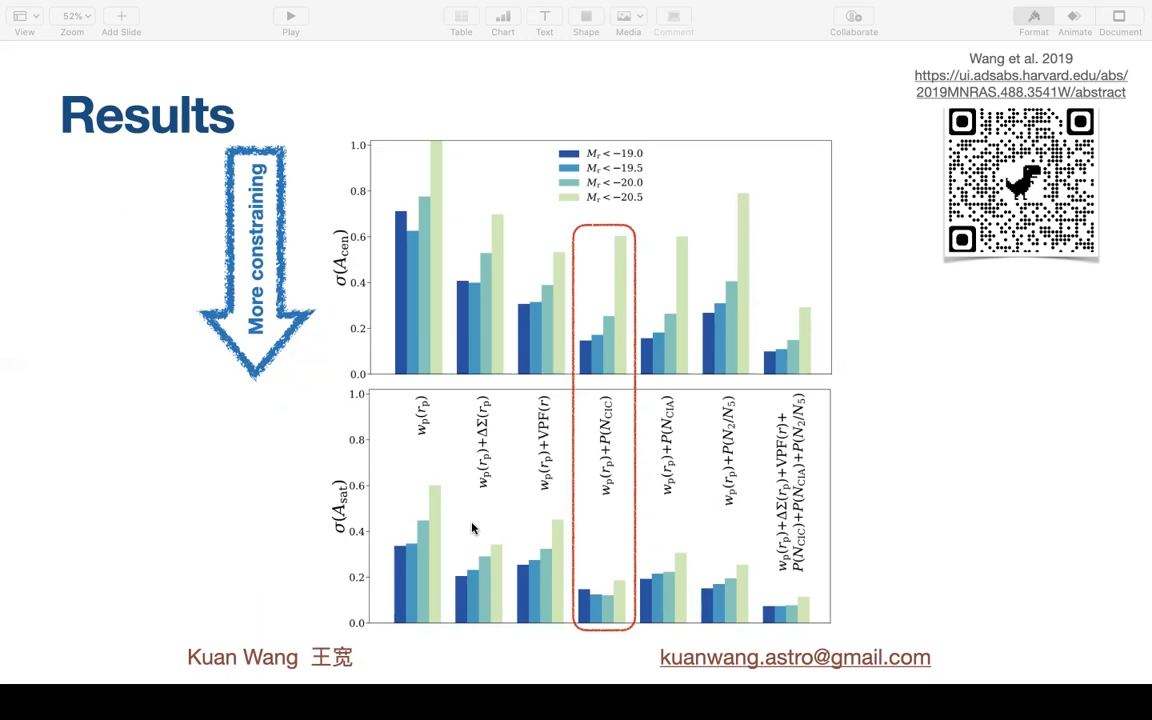 View
52%
Zoom
Add Slide
Play
Table
Chart
Text
Shape
Media
Comment
Collaborate
Format
Animate
Document
Wang et al. 2019
https://ui.adsabs.harvard.edu/abs/
2019MNRAS.488.3541W/abstract
Results
More constraining
σ(A_cen)
1.0
0.8
0.6
0.4
0.2
0.0
M_r < −19.0
M_r < −19.5
M_r < −20.0
M_r < −20.5
σ(A_sat)
1.0
0.8
0.6
0.4
0.2
0.0
w_p(r_p)
w_p(r_p)+ΔΣ(r_p)
w_p(r_p)+VPF(r)
w_p(r_p)+P(N_CIC)
w_p(r_p)+P(N_CIA)
w_p(r_p)+P(N_2/N_5)
w_p(r_p)+ΔΣ(r_p)+VPF(r)+
P(N_CIC)+P(N_CIA)+P(N_2/N_5)
Kuan Wang 王宽
kuanwang.astro@gmail.com